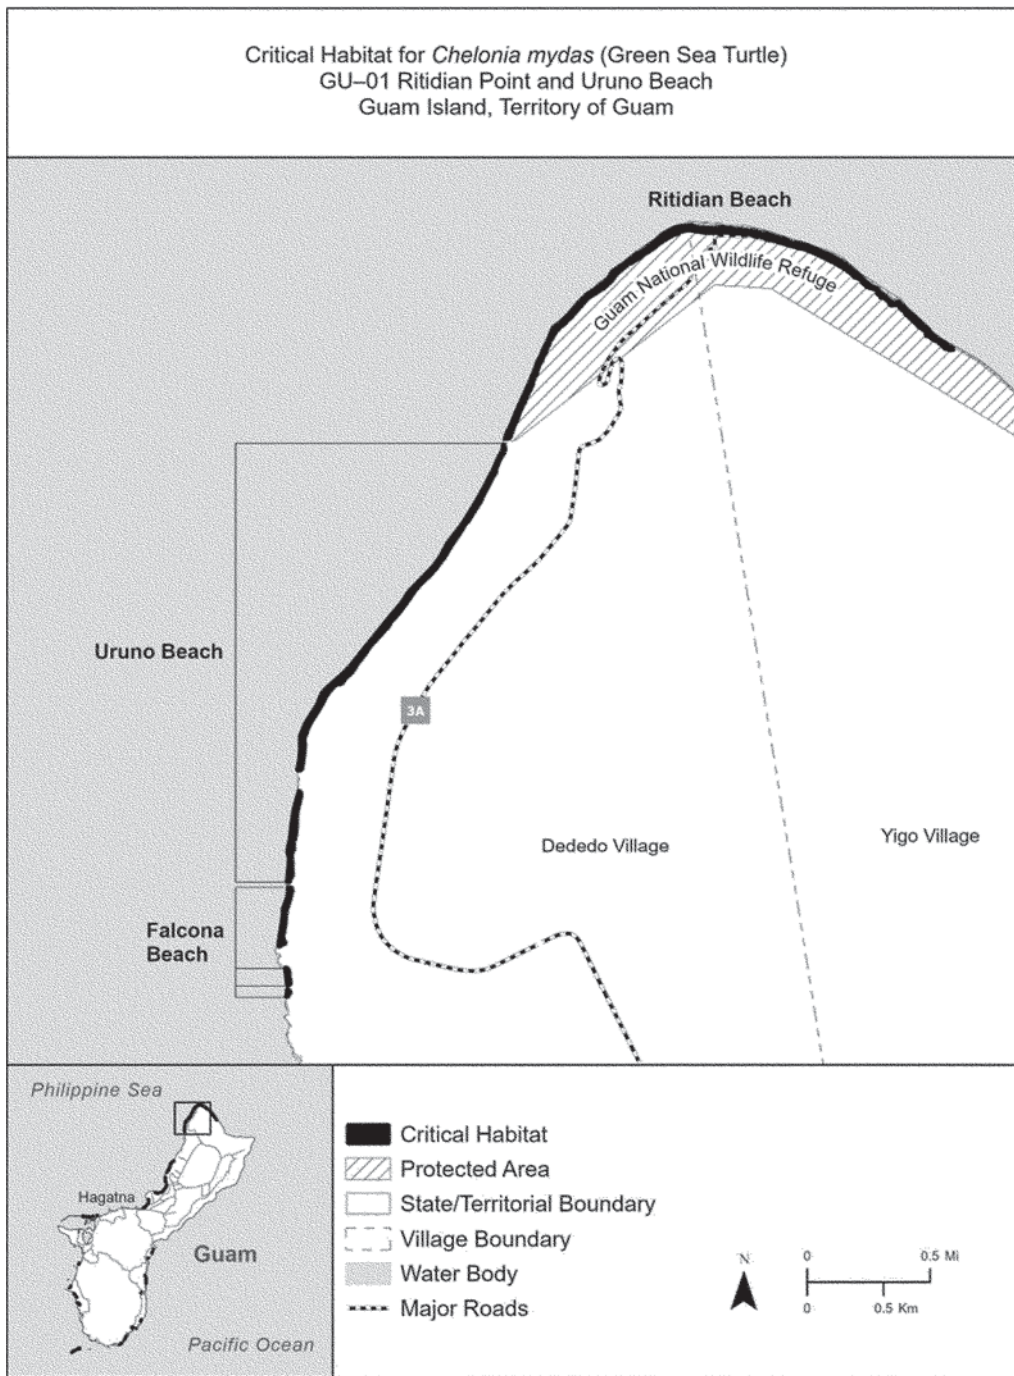 Critical Habitat for Chelonia mydas (Green Sea Turtle)
GU–01 Ritidian Point and Uruno Beach
Guam Island, Territory of Guam
Ritidian Beach
Guam National Wildlife Refuge
Uruno Beach
3A
Dededo Village
Yigo Village
Falcona
Beach
Philippine Sea
Hagatna
Guam
Pacific Ocean
Critical Habitat
Protected Area
State/Territorial Boundary
Village Boundary
Water Body
Major Roads
N
0 0.5 Mi
0 0.5 Km